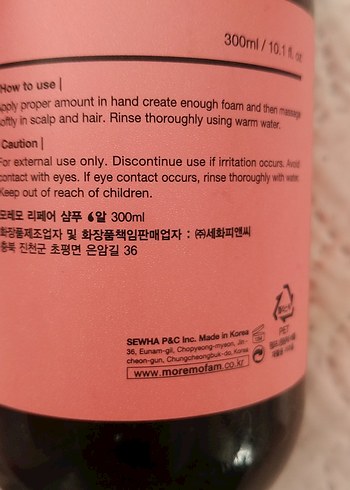 300ml / 10.1 fl. oz
How to use |
Apply proper amount in hand create enough foam and then massage
softly in scalp and hair. Rinse thoroughly using warm water.
Caution |
For external use only. Discontinue use if irritation occurs. Avoid
contact with eyes. If eye contact occurs, rinse thoroughly with water.
Keep out of reach of children.
모레모 리페어 샴푸 6알 300ml
화장품제조업자 및 화장품책임판매업자 : ㈜세화피앤씨
충북 진천군 초평면 은암길 36
SEWHA P&C Inc. Made in Korea
36, Eunam-gil, Chopyeong-myeon, Jin-
cheon-gun, Chungcheongbuk-do, Korea
www.moremofam.co.kr
PET